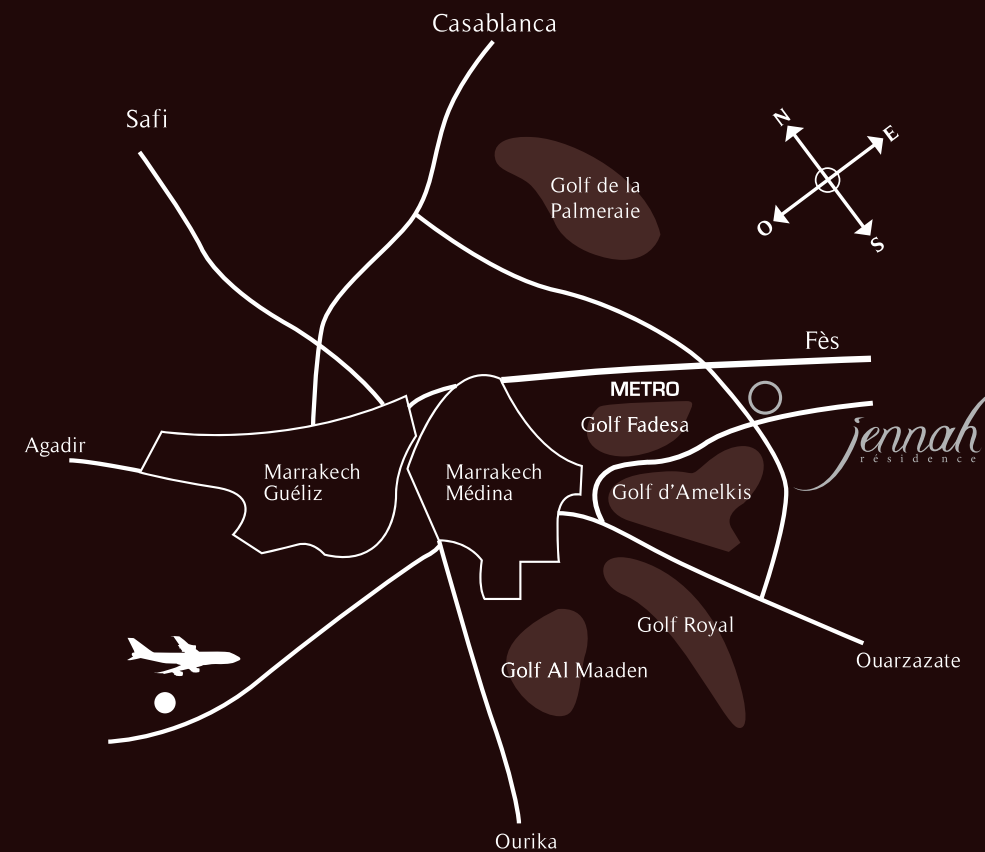 Casablanca
Safi
N
E
Golf de la
Palmeraie
O
S
Fès
METRO
Golf Fadesa
jennah
résidence
Agadir
Marrakech
Guéliz
Marrakech
Médina
Golf d'Amelkis
Golf Royal
Ouarzazate
Golf Al Maaden
Ourika